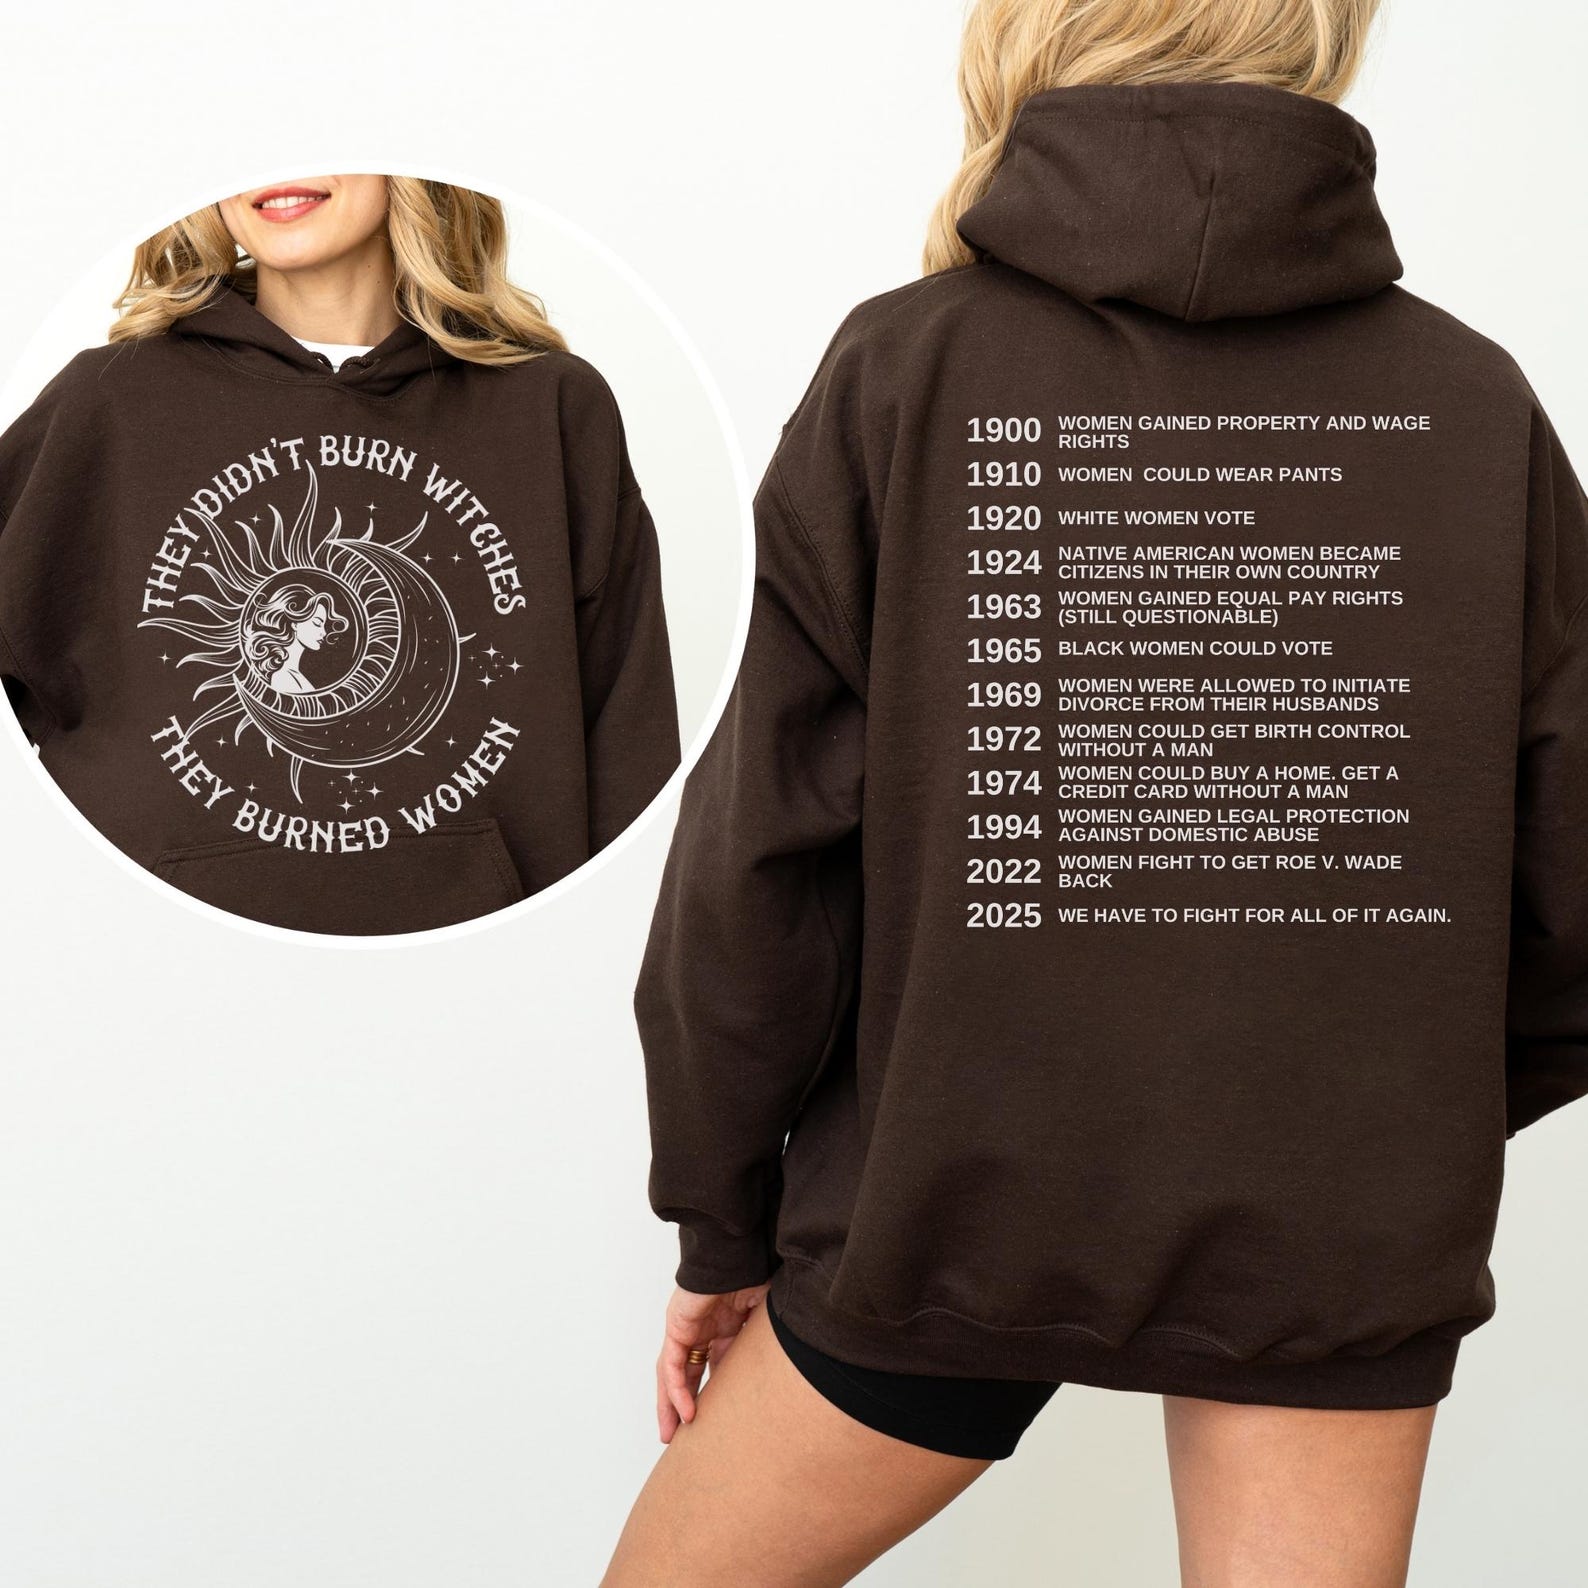 THEY DIDN'T BURN WITCHES
THEY BURNED WOMEN
1900 WOMEN GAINED PROPERTY AND WAGE
RIGHTS
1910 WOMEN COULD WEAR PANTS
1920 WHITE WOMEN VOTE
1924 NATIVE AMERICAN WOMEN BECAME
CITIZENS IN THEIR OWN COUNTRY
1963 WOMEN GAINED EQUAL PAY RIGHTS
(STILL QUESTIONABLE)
1965 BLACK WOMEN COULD VOTE
1969 WOMEN WERE ALLOWED TO INITIATE
DIVORCE FROM THEIR HUSBANDS
1972 WOMEN COULD GET BIRTH CONTROL
WITHOUT A MAN
1974 WOMEN COULD BUY A HOME. GET A
CREDIT CARD WITHOUT A MAN
1994 WOMEN GAINED LEGAL PROTECTION
AGAINST DOMESTIC ABUSE
2022 WOMEN FIGHT TO GET ROE V. WADE
BACK
2025 WE HAVE TO FIGHT FOR ALL OF IT AGAIN.